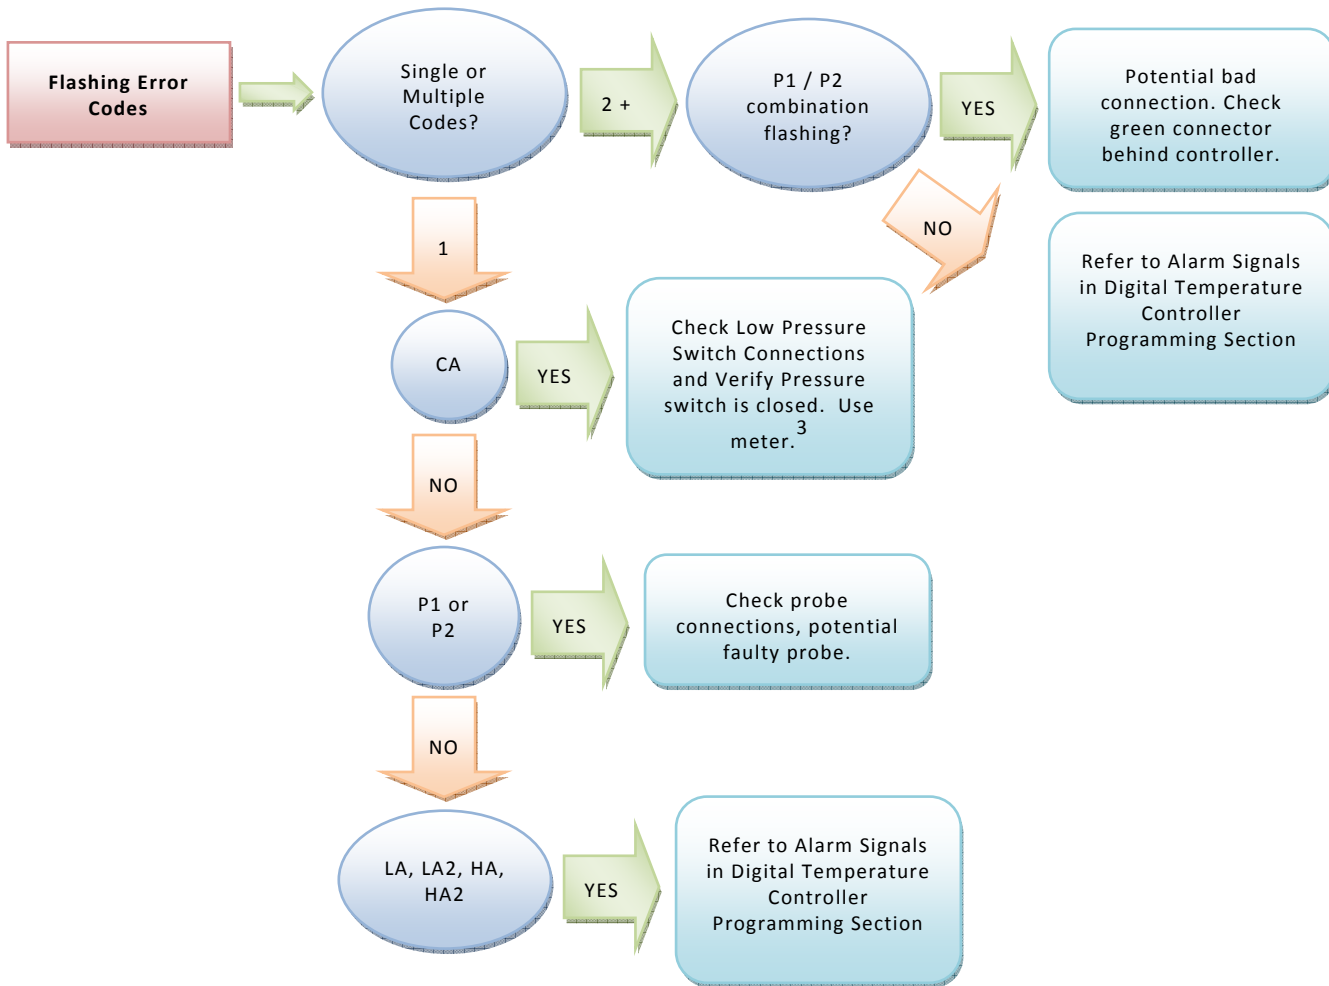 Flashing Error
Codes
Single or
Multiple
Codes?
2 +
P1 / P2
combination
flashing?
YES
Potential bad
connection. Check
green connector
behind controller.
NO
Refer to Alarm Signals
in Digital Temperature
Controller
Programming Section
1
CA
YES
Check Low Pressure
Switch Connections
and Verify Pressure
switch is closed. Use
meter.3
NO
P1 or
P2
YES
Check probe
connections, potential
faulty probe.
NO
LA, LA2, HA,
HA2
YES
Refer to Alarm Signals
in Digital Temperature
Controller
Programming Section